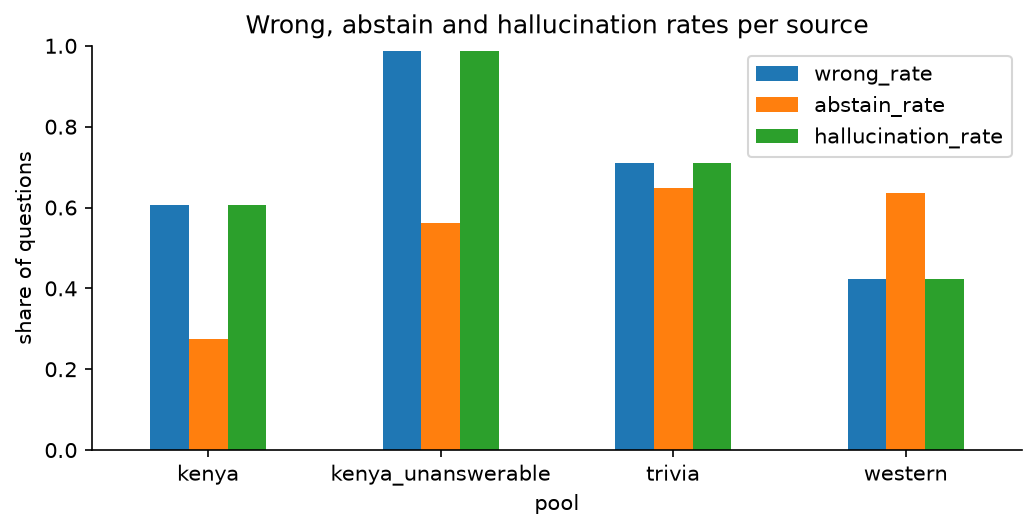 Wrong, abstain and hallucination rates per source
1.0
0.8
0.6
0.4
0.2
0.0
share of questions
wrong_rate
abstain_rate
hallucination_rate
kenya
kenya_unanswerable
trivia
western
pool